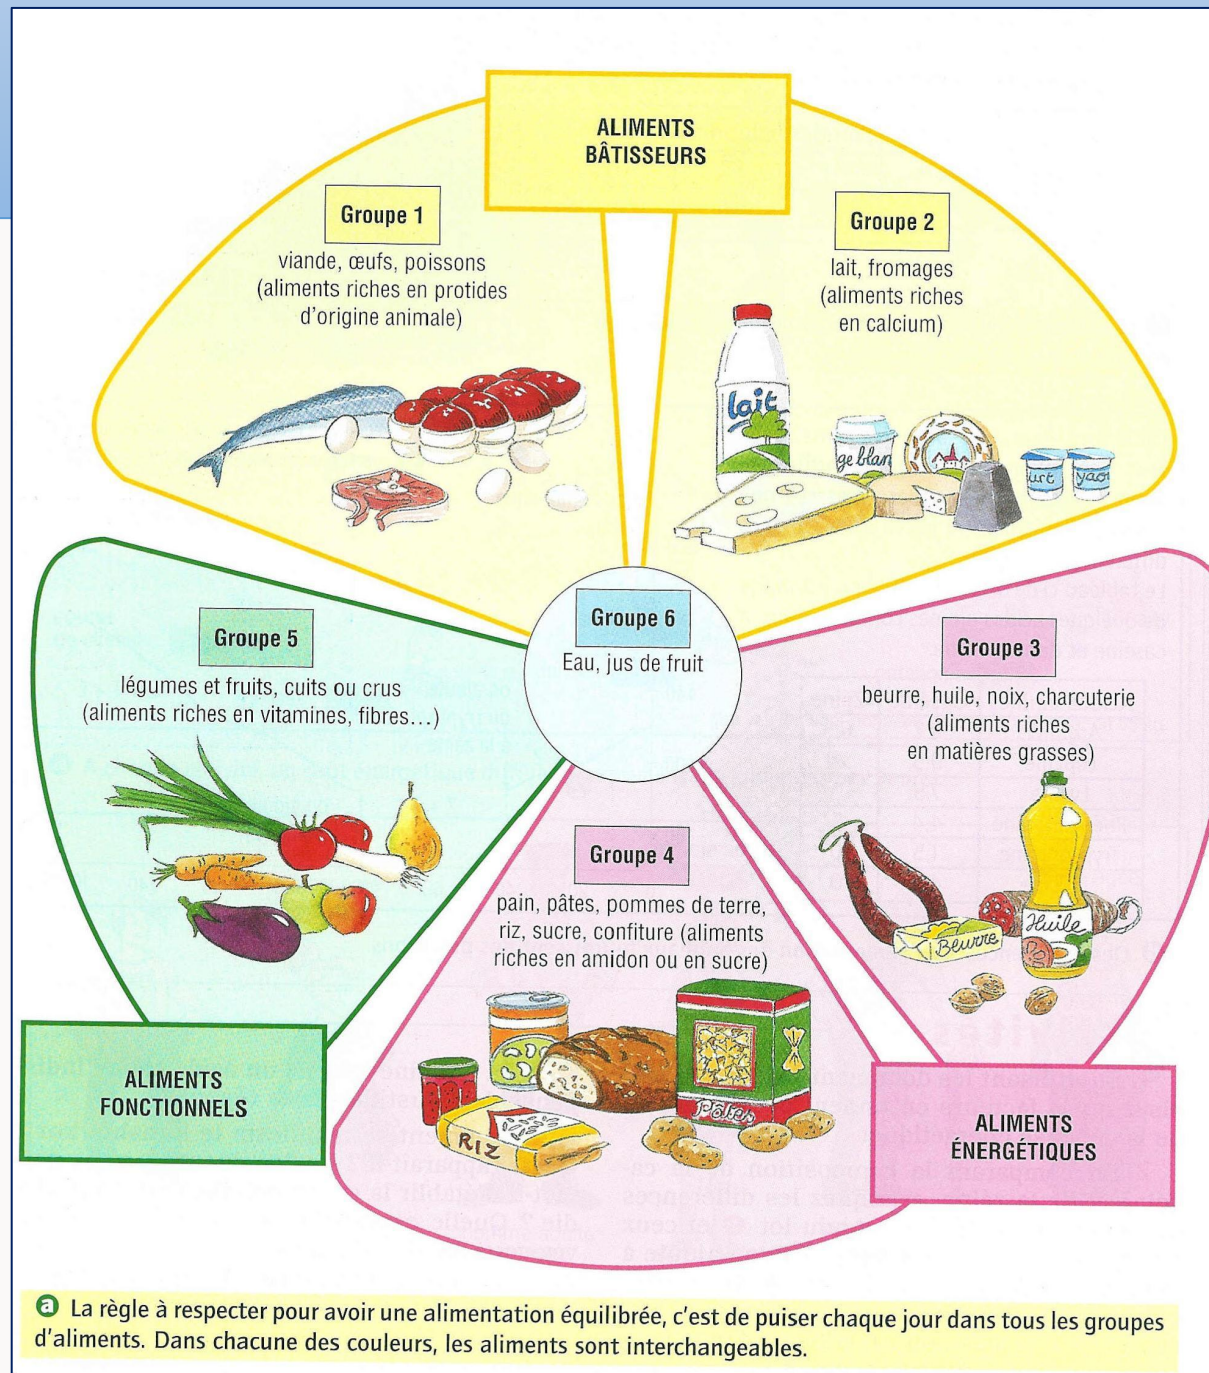 ALIMENTS
BÂTISSEURS
Groupe 1
viande, œufs, poissons
(aliments riches en protides
d'origine animale)
Groupe 2
lait, fromages
(aliments riches
en calcium)
lait
ge blan
urt
yaou
Groupe 6
Eau, jus de fruit
Groupe 5
légumes et fruits, cuits ou crus
(aliments riches en vitamines, fibres...)
Groupe 3
beurre, huile, noix, charcuterie
(aliments riches
en matières grasses)
Beurre
Huile
Groupe 4
pain, pâtes, pommes de terre,
riz, sucre, confiture (aliments
riches en amidon ou en sucre)
Pâtes
RIZ
ALIMENTS
FONCTIONNELS
ALIMENTS
ÉNERGÉTIQUES
a La règle à respecter pour avoir une alimentation équilibrée, c'est de puiser chaque jour dans tous les groupes
d'aliments. Dans chacune des couleurs, les aliments sont interchangeables.